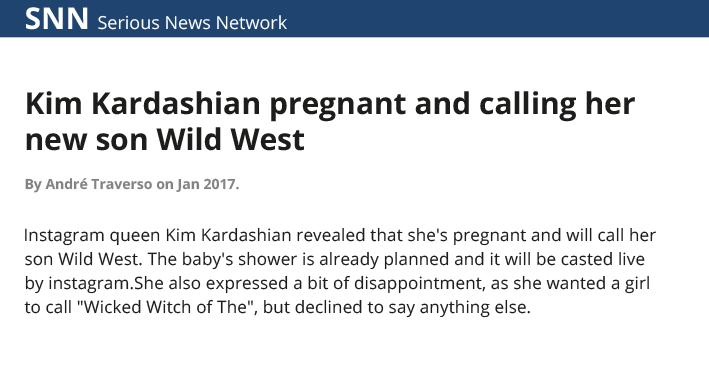 SNN Serious News Network
Kim Kardashian pregnant and calling her
new son Wild West
By André Traverso on Jan 2017.
Instagram queen Kim Kardashian revealed that she's pregnant and will call her
son Wild West. The baby's shower is already planned and it will be casted live
by instagram.She also expressed a bit of disappointment, as she wanted a girl
to call "Wicked Witch of The", but declined to say anything else.